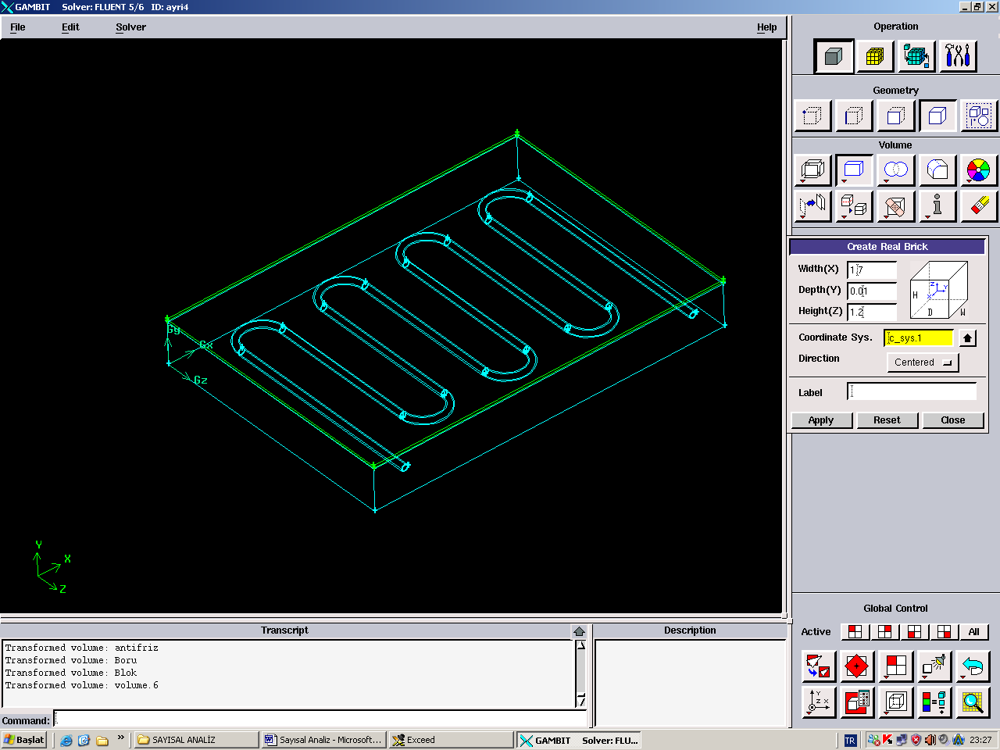 GAMBIT Solver: FLUENT 5/6 ID: ayri4
File Edit Solver Help
Operation
Geometry
Volume
Create Real Brick
Width(X) 1.7
Depth(Y) 0.01
Height(Z) 1.2
Z Y X
H D W
Coordinate Sys. c_sys.1
Direction Centered
Label
Apply Reset Close
Gy
Gx
Gz
Y
X
Z
Global Control
Active All
Y
Z X
Transcript Description
Transformed volume: antifriz
Transformed volume: Boru
Transformed volume: Blok
Transformed volume: volume.6
Command:
Başlat » SAYISAL ANALİZ Sayısal Analiz - Microsoft... Exceed GAMBIT Solver: FLU... TR 23:27